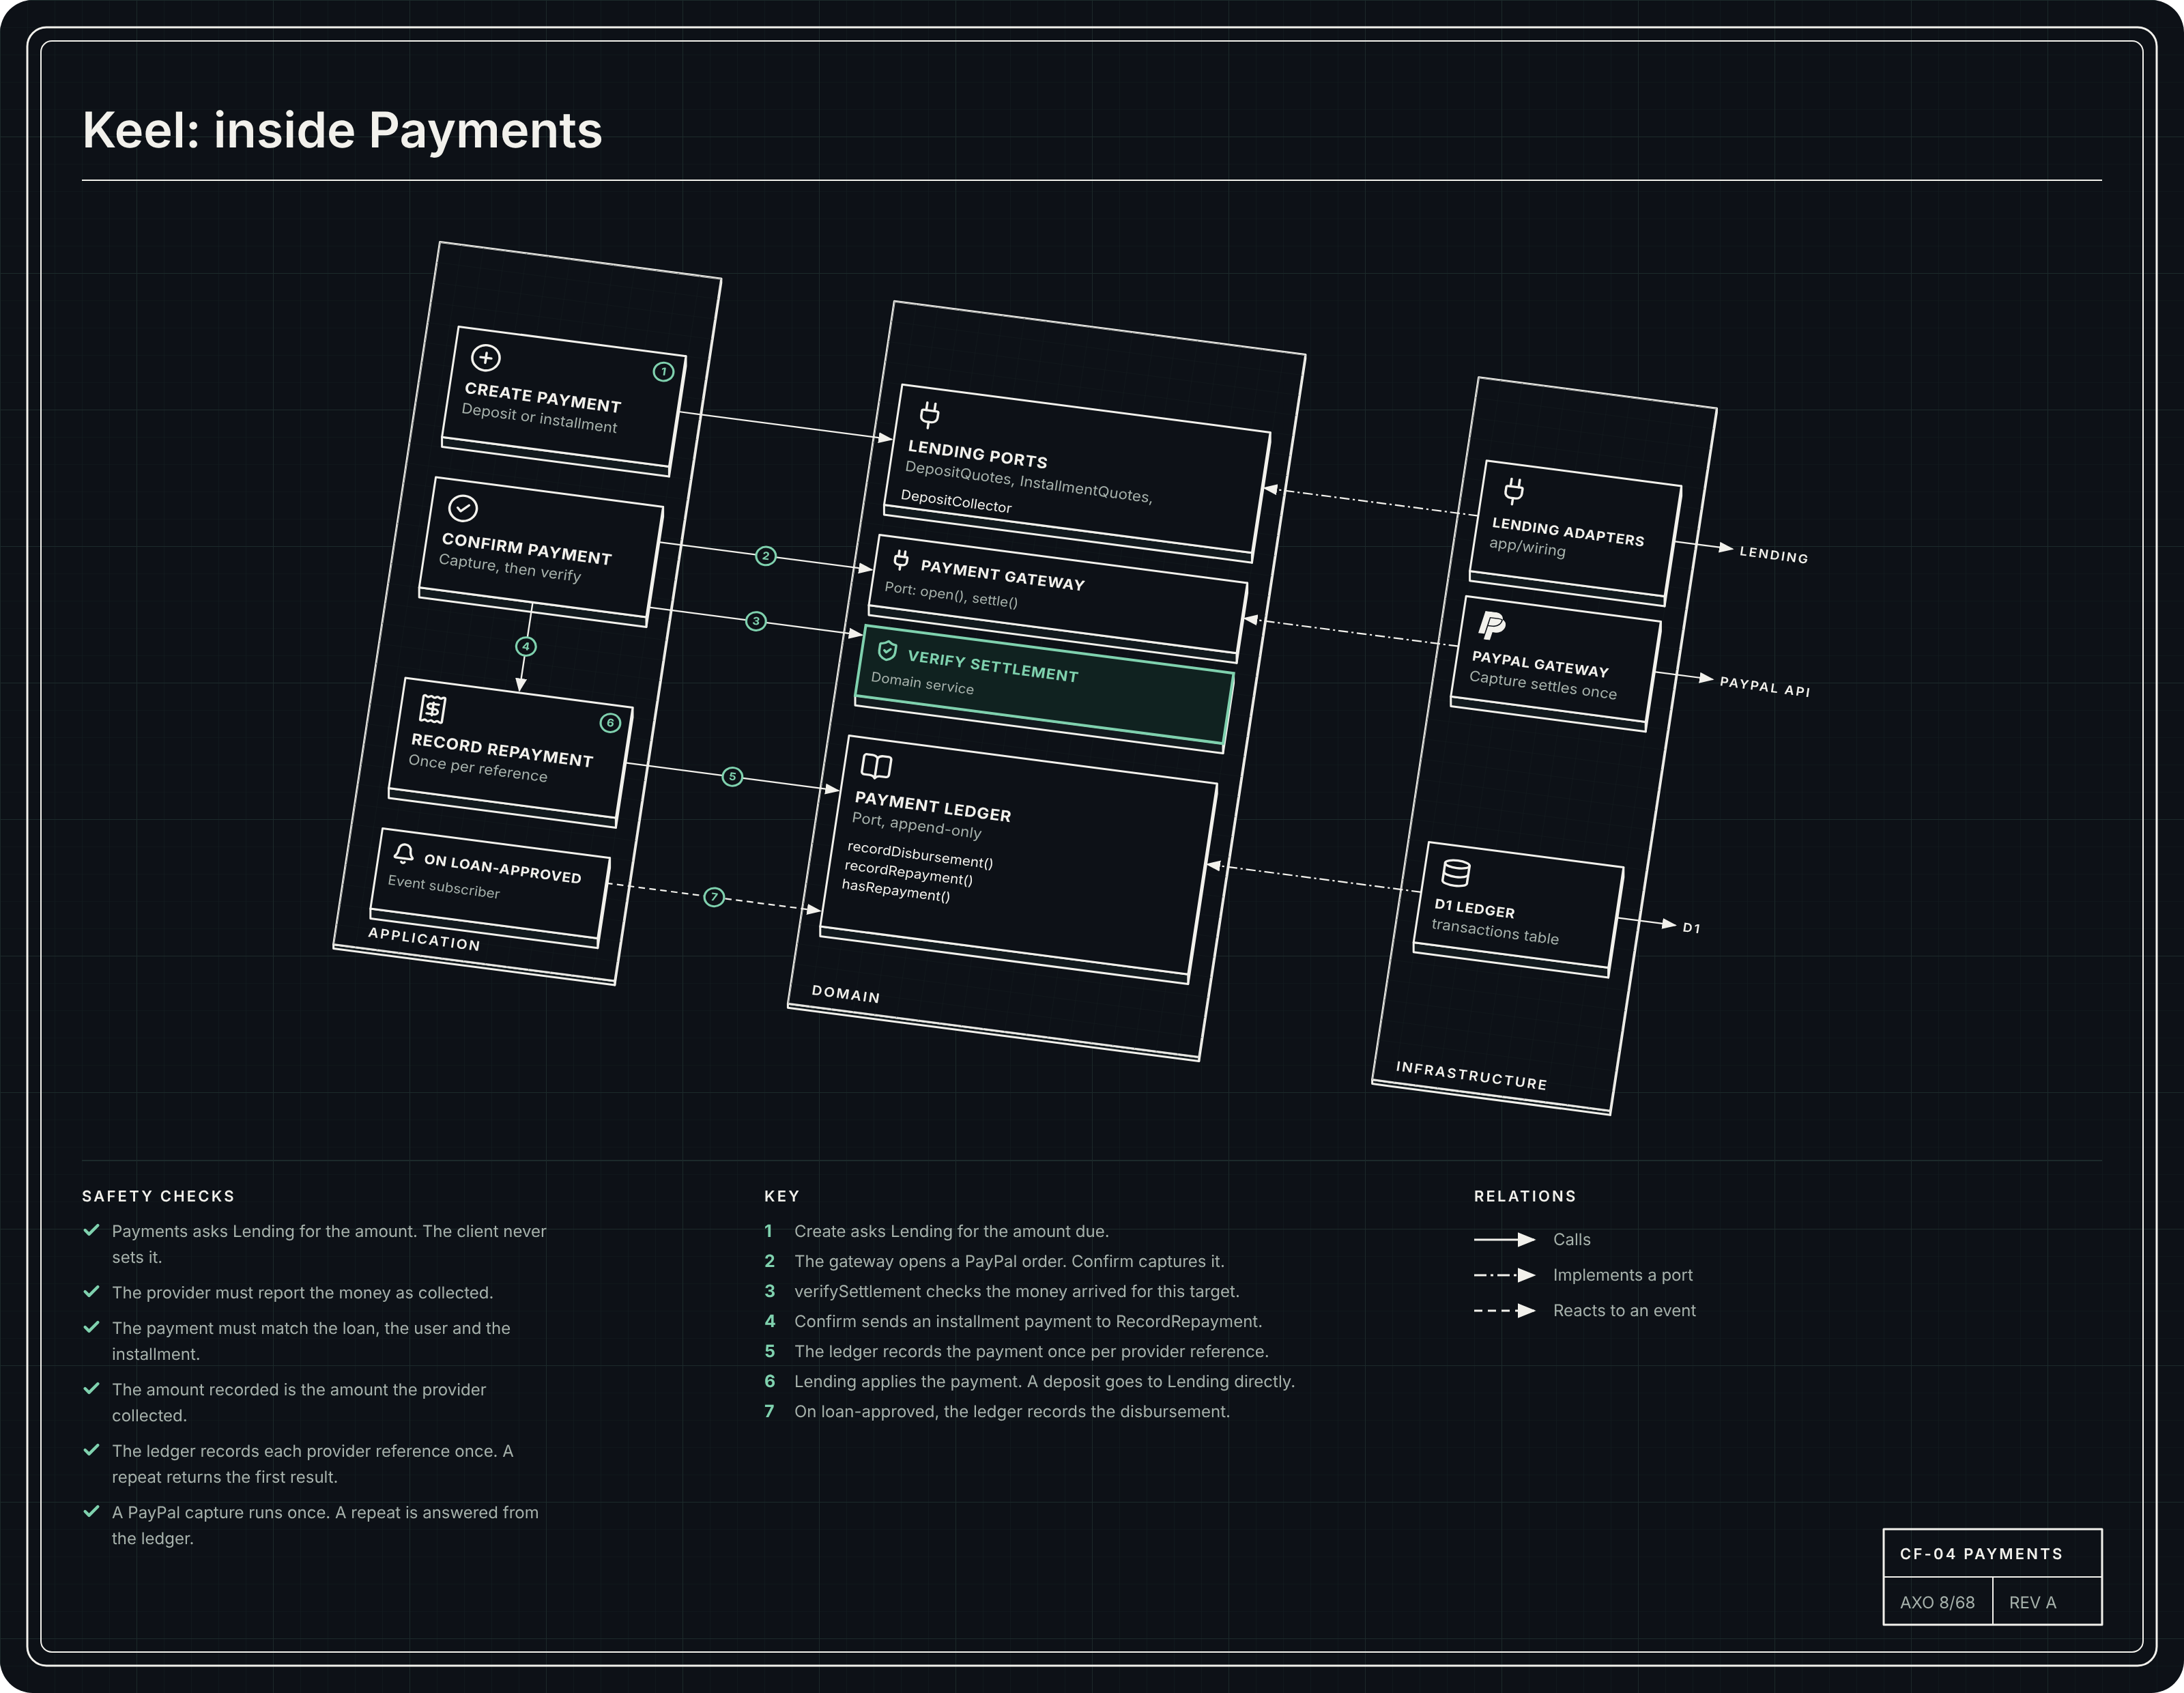 Keel: inside Payments
1
CREATE PAYMENT
Deposit or installment
CONFIRM PAYMENT
Capture, then verify
4
6
RECORD REPAYMENT
Once per reference
ON LOAN-APPROVED
Event subscriber
APPLICATION
2
3
5
7
LENDING PORTS
DepositQuotes, InstallmentQuotes,
DepositCollector
PAYMENT GATEWAY
Port: open(), settle()
VERIFY SETTLEMENT
Domain service
PAYMENT LEDGER
Port, append-only
recordDisbursement()
recordRepayment()
hasRepayment()
DOMAIN
LENDING ADAPTERS
app/wiring
LENDING
PAYPAL GATEWAY
Capture settles once
PAYPAL API
D1 LEDGER
transactions table
D1
INFRASTRUCTURE
SAFETY CHECKS
Payments asks Lending for the amount. The client never
sets it.
The provider must report the money as collected.
The payment must match the loan, the user and the
installment.
The amount recorded is the amount the provider
collected.
The ledger records each provider reference once. A
repeat returns the first result.
A PayPal capture runs once. A repeat is answered from
the ledger.
KEY
1 Create asks Lending for the amount due.
2 The gateway opens a PayPal order. Confirm captures it.
3 verifySettlement checks the money arrived for this target.
4 Confirm sends an installment payment to RecordRepayment.
5 The ledger records the payment once per provider reference.
6 Lending applies the payment. A deposit goes to Lending directly.
7 On loan-approved, the ledger records the disbursement.
RELATIONS
Calls
Implements a port
Reacts to an event
CF-04 PAYMENTS
AXO 8/68 REV A